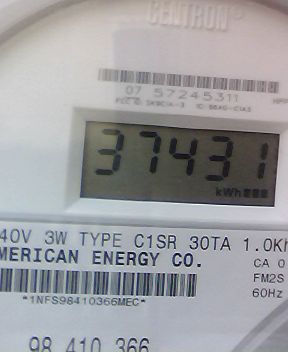 CENTRON®
07 57245311
37431
kWh
40V 3W TYPE C1SR 30TA 1.0Kh
MERICAN ENERGY CO.
CA 0
FM2S
*1NFS98410366MEC*
60Hz
98 410 366